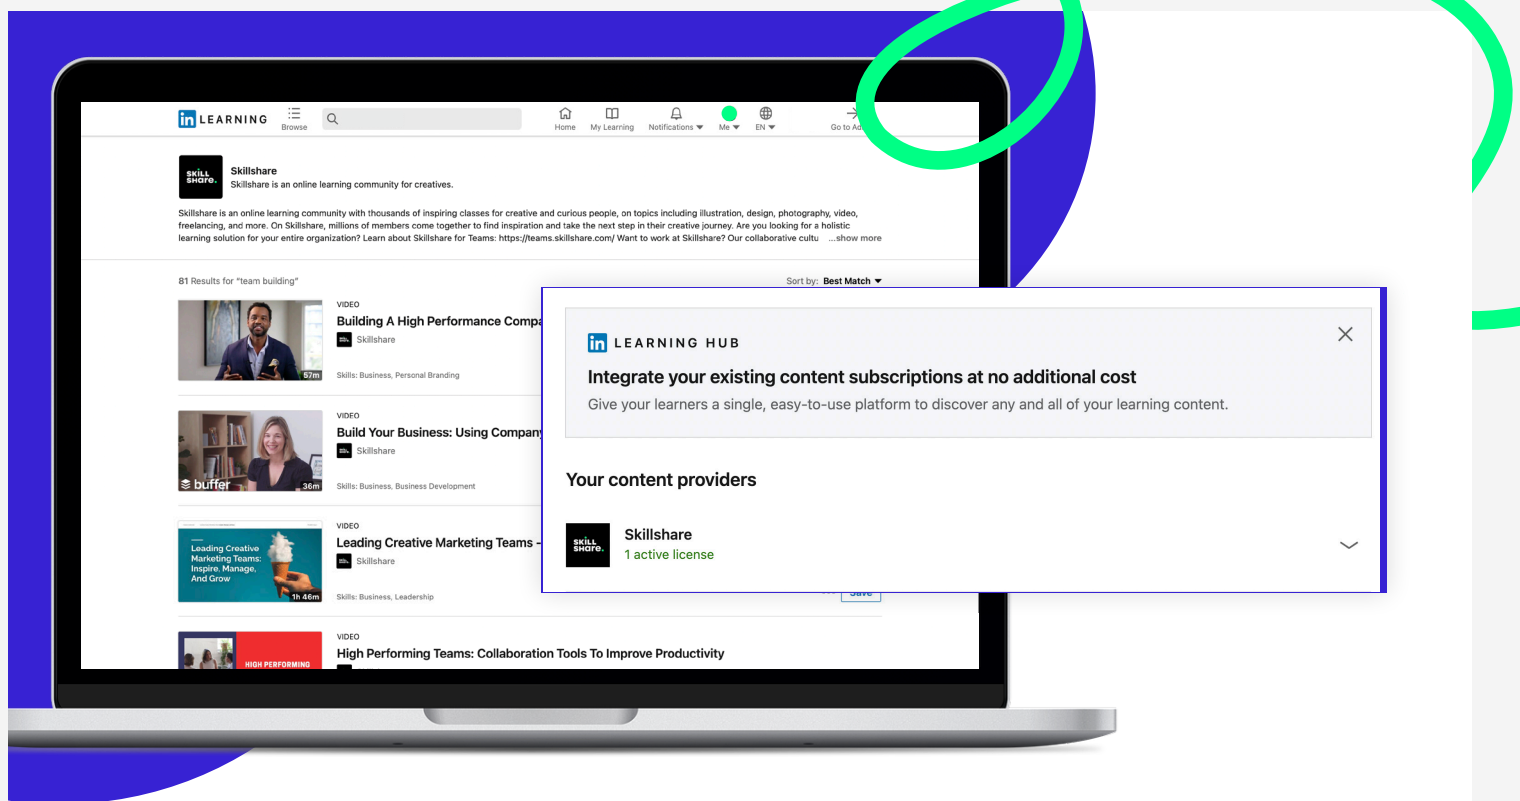 in LEARNING
Browse
Home
My Learning
Notifications
Me
EN
Go to Ad
SKILL
SHare.
Skillshare
Skillshare is an online learning community for creatives.
Skillshare is an online learning community with thousands of inspiring classes for creative and curious people, on topics including illustration, design, photography, video,
freelancing, and more. On Skillshare, millions of members come together to find inspiration and take the next step in their creative journey. Are you looking for a holistic
learning solution for your entire organization? Learn about Skillshare for Teams: https://teams.skillshare.com/ Want to work at Skillshare? Our collaborative cultu ...show more
81 Results for "team building"
Sort by: Best Match
VIDEO
Building A High Performance Compa
Skillshare
57m
Skills: Business, Personal Branding
VIDEO
Build Your Business: Using Company
Skillshare
buffer
36m
Skills: Business, Business Development
VIDEO
Leading Creative Marketing Teams -
Skillshare
Leading Creative
Marketing Teams:
Inspire, Manage,
And Grow
1h 46m
Skills: Business, Leadership
Save
VIDEO
High Performing Teams: Collaboration Tools To Improve Productivity
HIGH PERFORMING
in LEARNING HUB
Integrate your existing content subscriptions at no additional cost
Give your learners a single, easy-to-use platform to discover any and all of your learning content.
Your content providers
SKILL
SHare.
Skillshare
1 active license